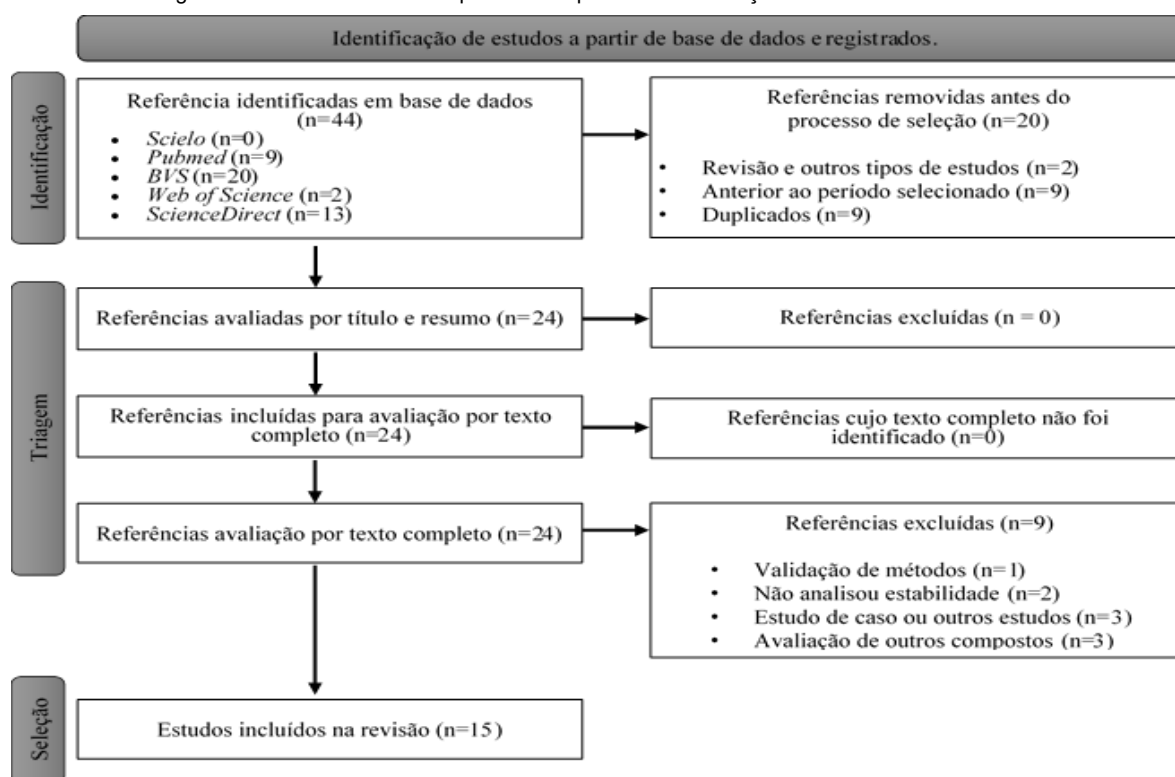 Identificação de estudos a partir de base de dados e registrados.
Identificação
Referência identificadas em base de dados
(n=44)
• Scielo (n=0)
• Pubmed (n=9)
• BVS (n=20)
• Web of Science (n=2)
• ScienceDirect (n=13)
Referências removidas antes do
processo de seleção (n=20)
• Revisão e outros tipos de estudos (n=2)
• Anterior ao período selecionado (n=9)
• Duplicados (n=9)
Triagem
Referências avaliadas por título e resumo (n=24)
Referências excluídas (n = 0)
Referências incluídas para avaliação por texto
completo (n=24)
Referências cujo texto completo não foi
identificado (n=0)
Referências avaliação por texto completo (n=24)
Referências excluídas (n=9)
• Validação de métodos (n=1)
• Não analisou estabilidade (n=2)
• Estudo de caso ou outros estudos (n=3)
• Avaliação de outros compostos (n=3)
Seleção
Estudos incluídos na revisão (n=15)